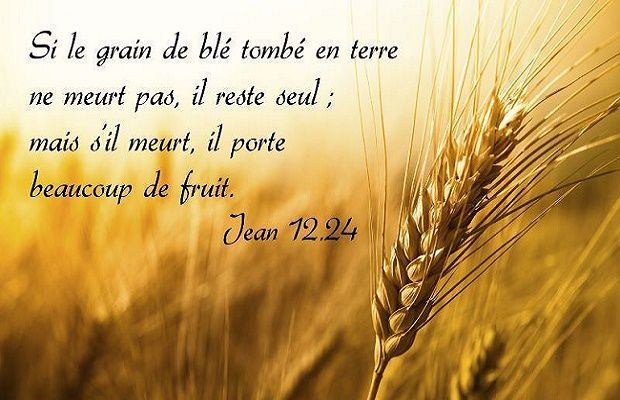 Si le grain de blé tombé en terre
ne meurt pas, il reste seul ;
mais s'il meurt, il porte
beaucoup de fruit.
Jean 12.24